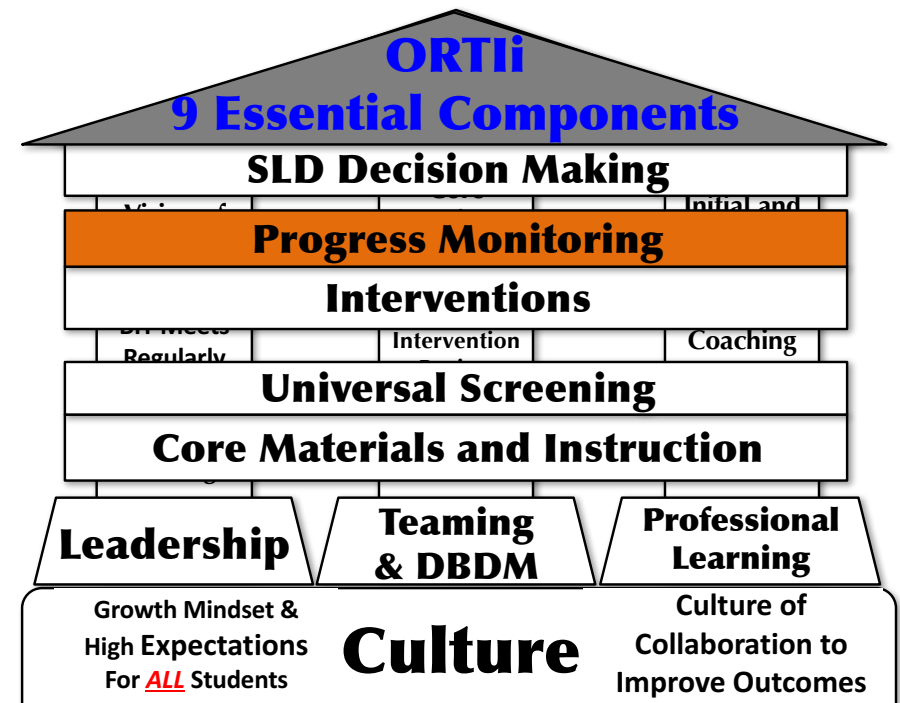 ORTIi
9 Essential Components
SLD Decision Making
Initial and
Progress Monitoring
Interventions
Regularly
Intervention
Coaching
Universal Screening
Core Materials and Instruction
Leadership
Teaming
& DBDM
Professional
Learning
Growth Mindset &
High Expectations
For ALL Students
Culture
Culture of
Collaboration to
Improve Outcomes